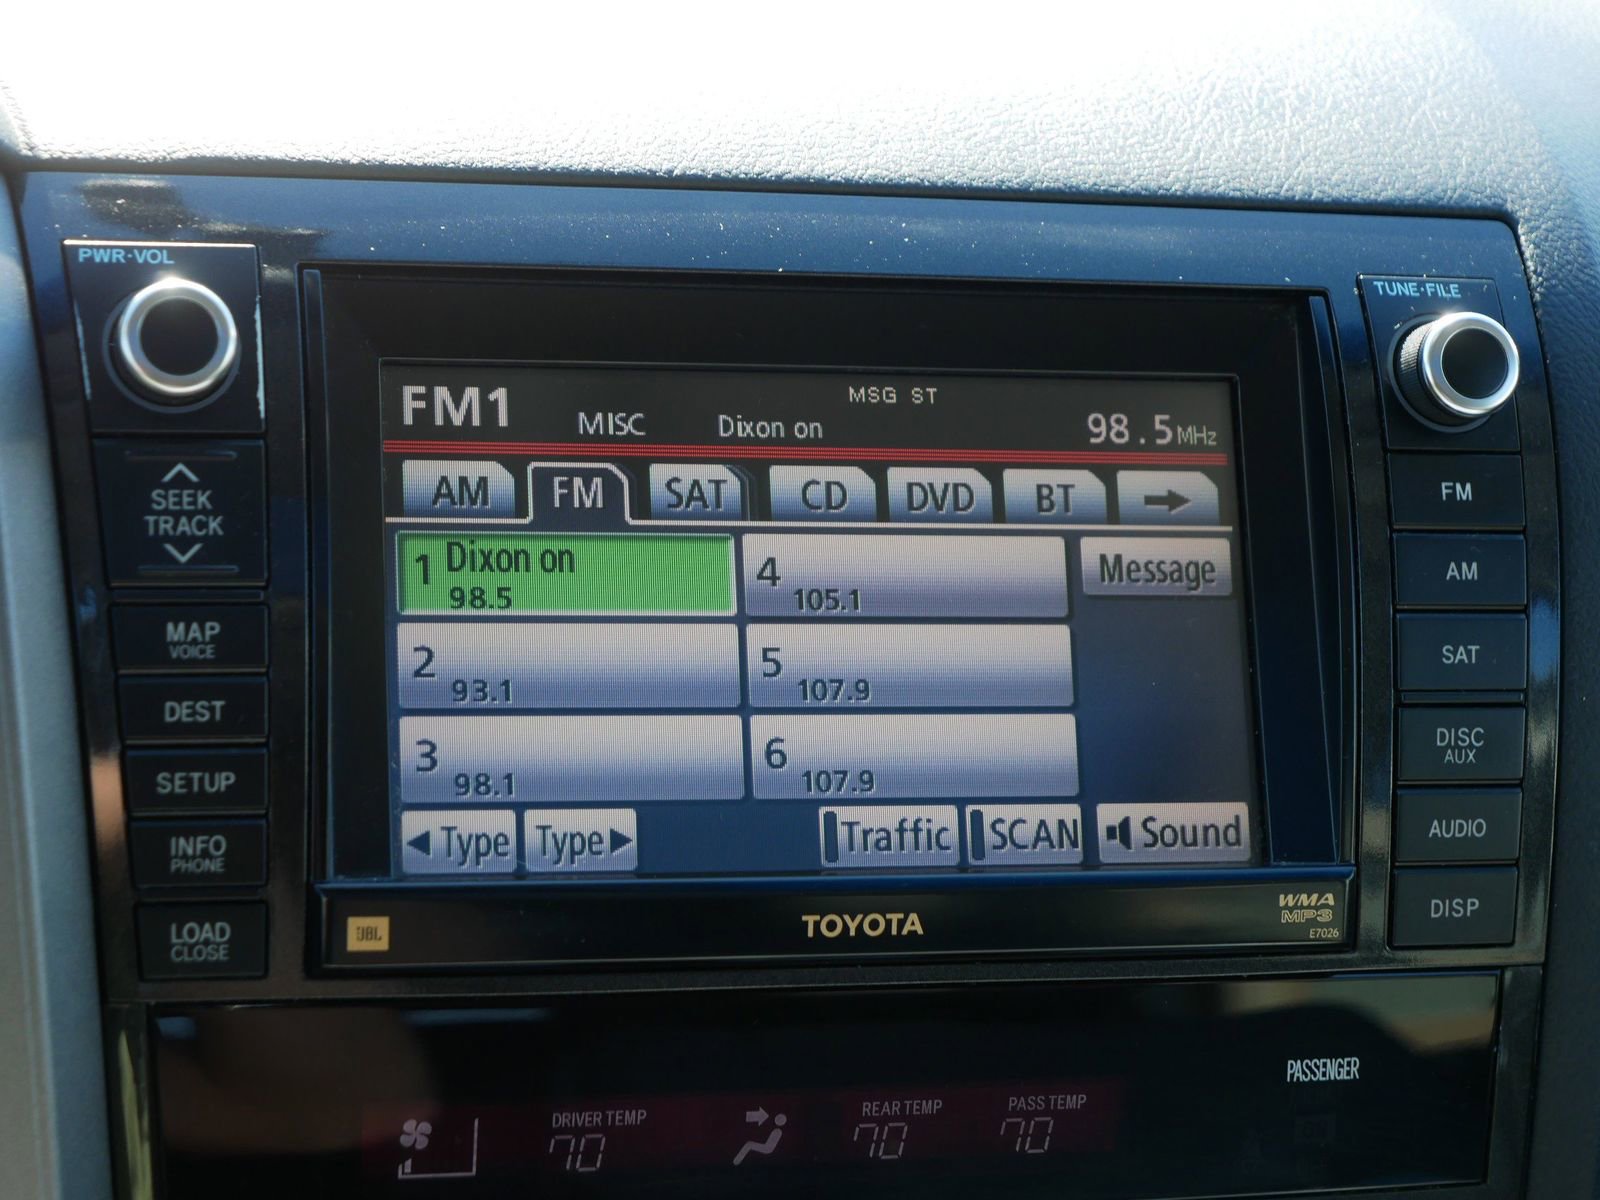 PWR·VOL
TUNE·FILE
SEEK
TRACK
MAP
VOICE
DEST
SETUP
INFO
PHONE
LOAD
CLOSE
FM1
MISC
Dixon on
MSG ST
98.5MHz
AM FM SAT CD DVD BT
1 Dixon on
98.5
4 105.1
Message
2 93.1
5 107.9
3 98.1
6 107.9
Type Type Traffic SCAN Sound
FM
AM
SAT
DISC
AUX
AUDIO
DISP
JBL
TOYOTA
WMA
MP3
E7026
PASSENGER
DRIVER TEMP
70
REAR TEMP
70
PASS TEMP
70